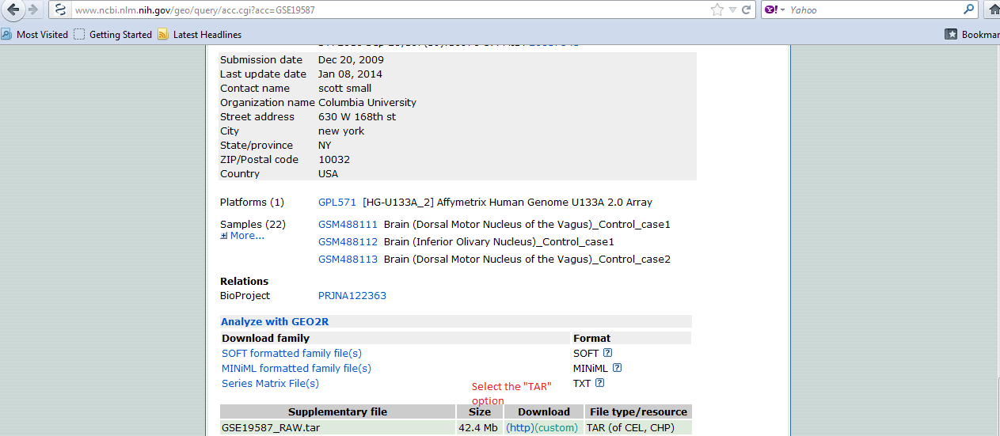 www.ncbi.nlm.nih.gov/geo/query/acc.cgi?acc=GSE19587
Yahoo
Most Visited Getting Started Latest Headlines Bookmar
Submission date Dec 20, 2009
Last update date Jan 08, 2014
Contact name scott small
Organization name Columbia University
Street address 630 W 168th st
City new york
State/province NY
ZIP/Postal code 10032
Country USA
Platforms (1) GPL571 [HG-U133A_2] Affymetrix Human Genome U133A 2.0 Array
Samples (22) GSM488111 Brain (Dorsal Motor Nucleus of the Vagus)_Control_case1
More...
GSM488112 Brain (Inferior Olivary Nucleus)_Control_case1
GSM488113 Brain (Dorsal Motor Nucleus of the Vagus)_Control_case2
Relations
BioProject PRJNA122363
Analyze with GEO2R
Download family Format
SOFT formatted family file(s) SOFT ?
MINiML formatted family file(s) MINiML ?
Series Matrix File(s) TXT ?
Select the "TAR"
option
Supplementary file Size Download File type/resource
GSE19587_RAW.tar 42.4 Mb (http)(custom) TAR (of CEL, CHP)